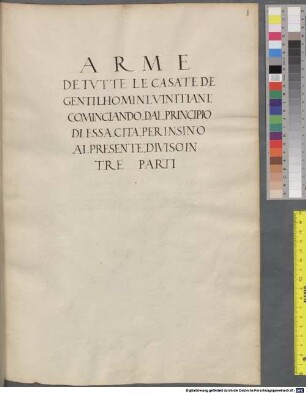 ARME
DE TVTTE LE CASATE DE
GENTILHOMINI. VINITIANI.
COMINCIANDO. DAL PRINCIPIO
DI ESSA. CITA, PER INSINO
AL PRESENTE, DIVISO IN
TRE PARTI